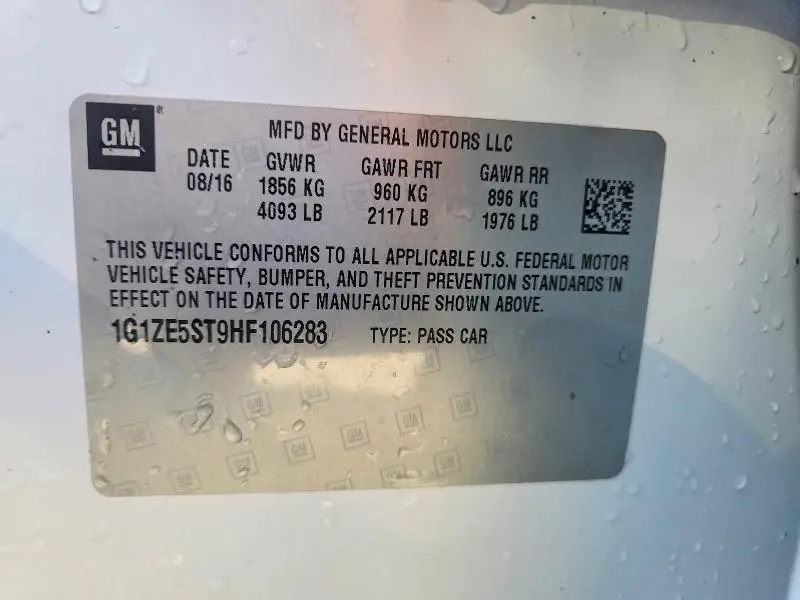 GM
MFD BY GENERAL MOTORS LLC
DATE GVWR GAWR FRT GAWR RR
08/16 1856 KG 960 KG 896 KG
4093 LB 2117 LB 1976 LB
THIS VEHICLE CONFORMS TO ALL APPLICABLE U.S. FEDERAL MOTOR
VEHICLE SAFETY, BUMPER, AND THEFT PREVENTION STANDARDS IN
EFFECT ON THE DATE OF MANUFACTURE SHOWN ABOVE.
1G1ZE5ST9HF106283 TYPE: PASS CAR